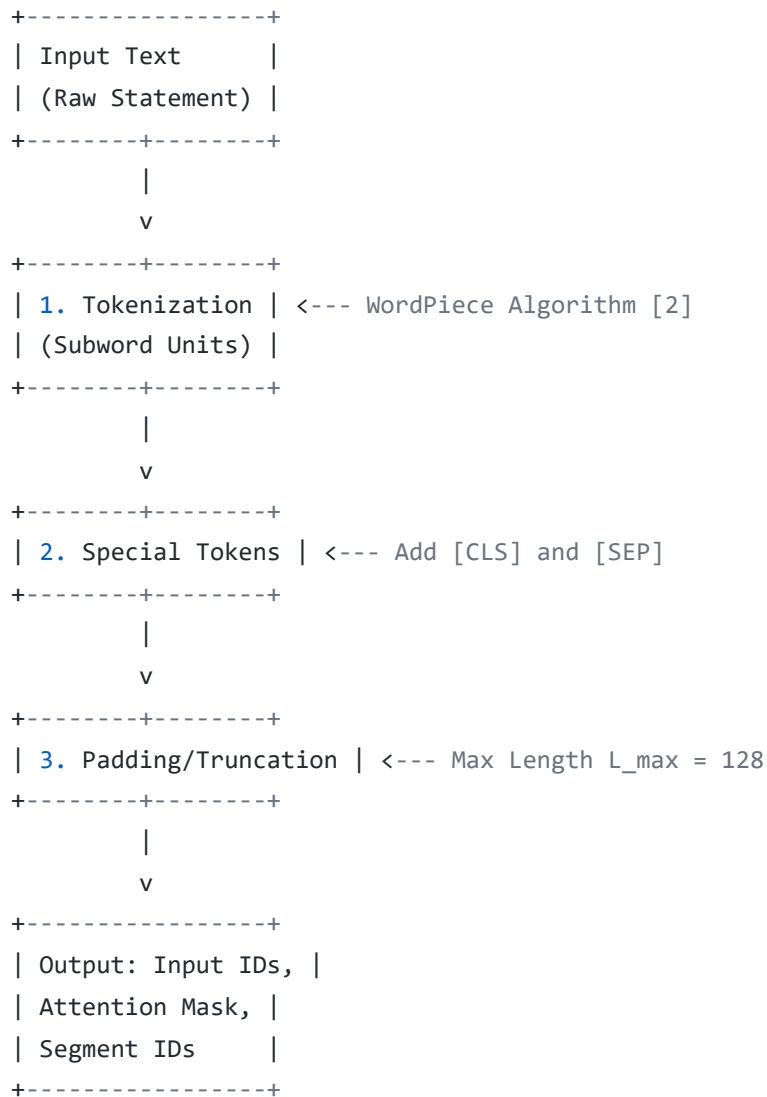 +-----------------+
| Input Text      |
| (Raw Statement) |
+--------+--------+
         |
         v
+--------+--------+
| 1. Tokenization | <--- WordPiece Algorithm [2]
| (Subword Units) |
+--------+--------+
         |
         v
+--------+--------+
| 2. Special Tokens | <--- Add [CLS] and [SEP]
+--------+--------+
         |
         v
+--------+--------+
| 3. Padding/Truncation | <--- Max Length L_max = 128
+--------+--------+
         |
         v
+-----------------+
| Output: Input IDs, |
| Attention Mask, |
| Segment IDs     |
+-----------------+